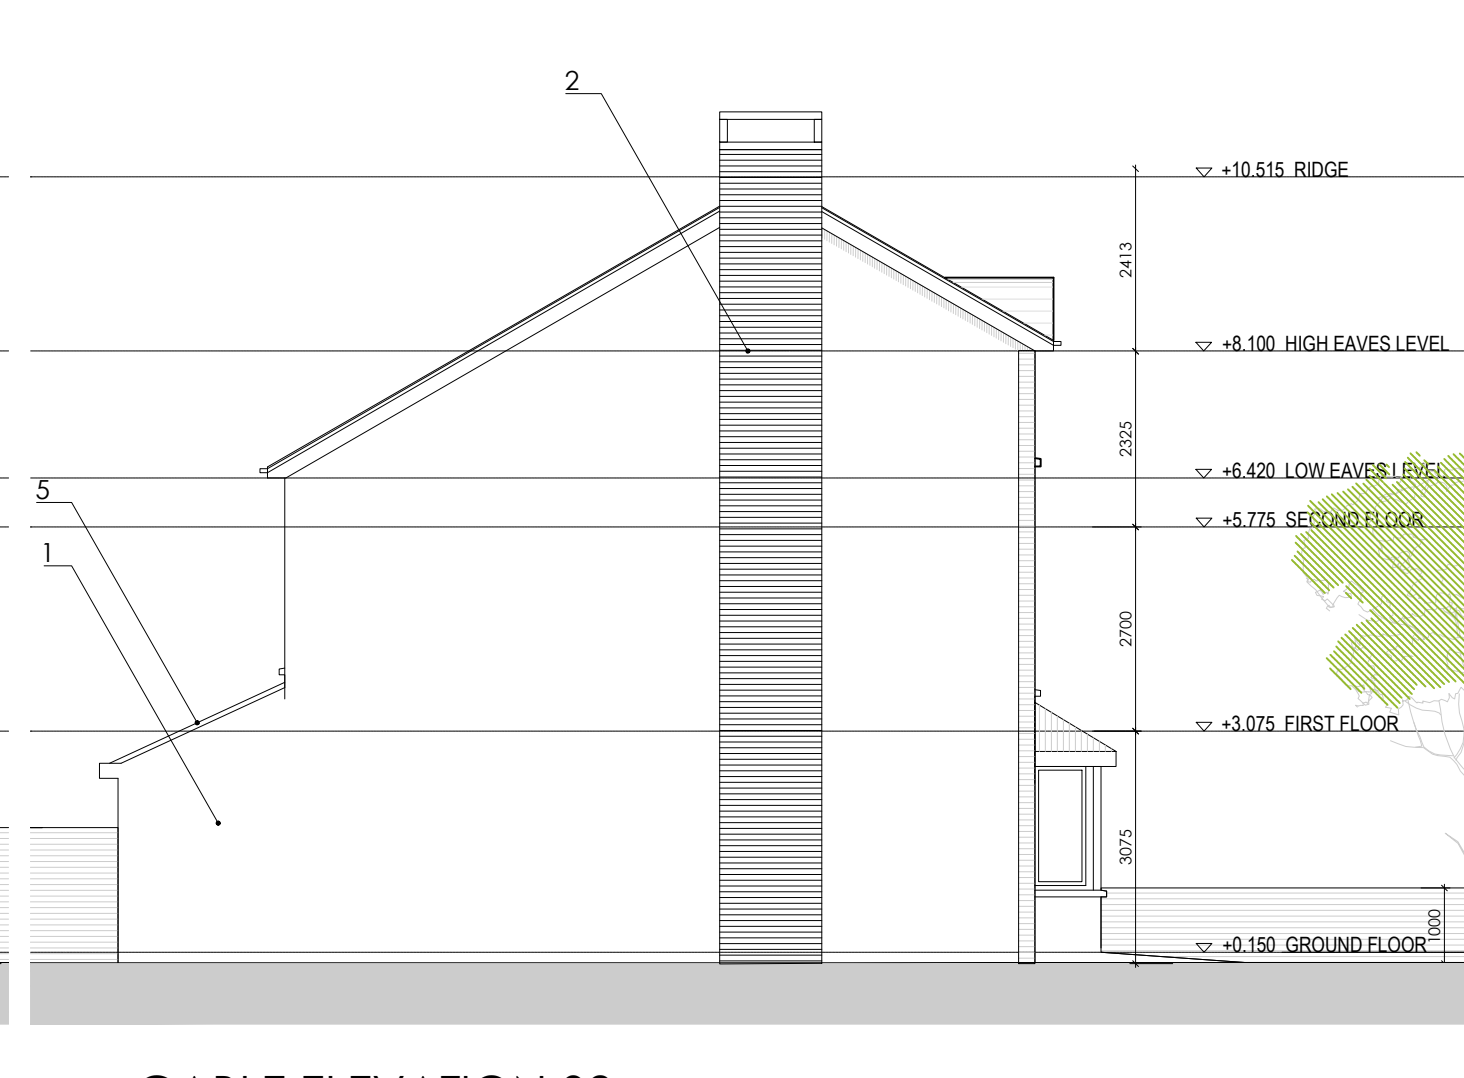 2
+10.515 RIDGE
2413
+8.100 HIGH EAVES LEVEL
2325
+6.420 LOW EAVES LEVEL
5
+5.775 SECOND FLOOR
1
2700
+3.075 FIRST FLOOR
3075
1000
+0.150 GROUND FLOOR